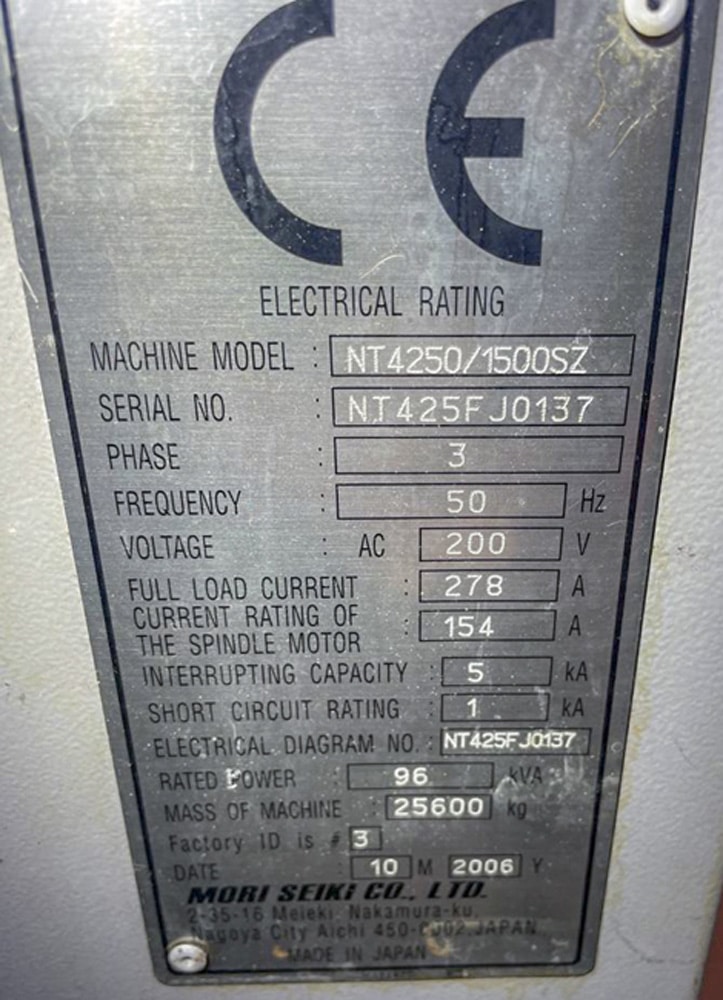 CE
ELECTRICAL RATING
MACHINE MODEL : NT4250/1500SZ
SERIAL NO. : NT425FJ0137
PHASE : 3
FREQUENCY : 50 Hz
VOLTAGE : AC 200 V
FULL LOAD CURRENT : 278 A
CURRENT RATING OF
THE SPINDLE MOTOR : 154 A
INTERRUPTING CAPACITY : 5 kA
SHORT CIRCUIT RATING : 1 kA
ELECTRICAL DIAGRAM NO. : NT425FJ0137
RATED POWER : 96 kVA
MASS OF MACHINE : 25600 kg
Factory ID is # 3
DATE : 10 M 2006 Y
MORI SEIKI CO., LTD.
2-35-16 Meieki, Nakamura-ku,
Nagoya City Aichi 450-0002, JAPAN
MADE IN JAPAN